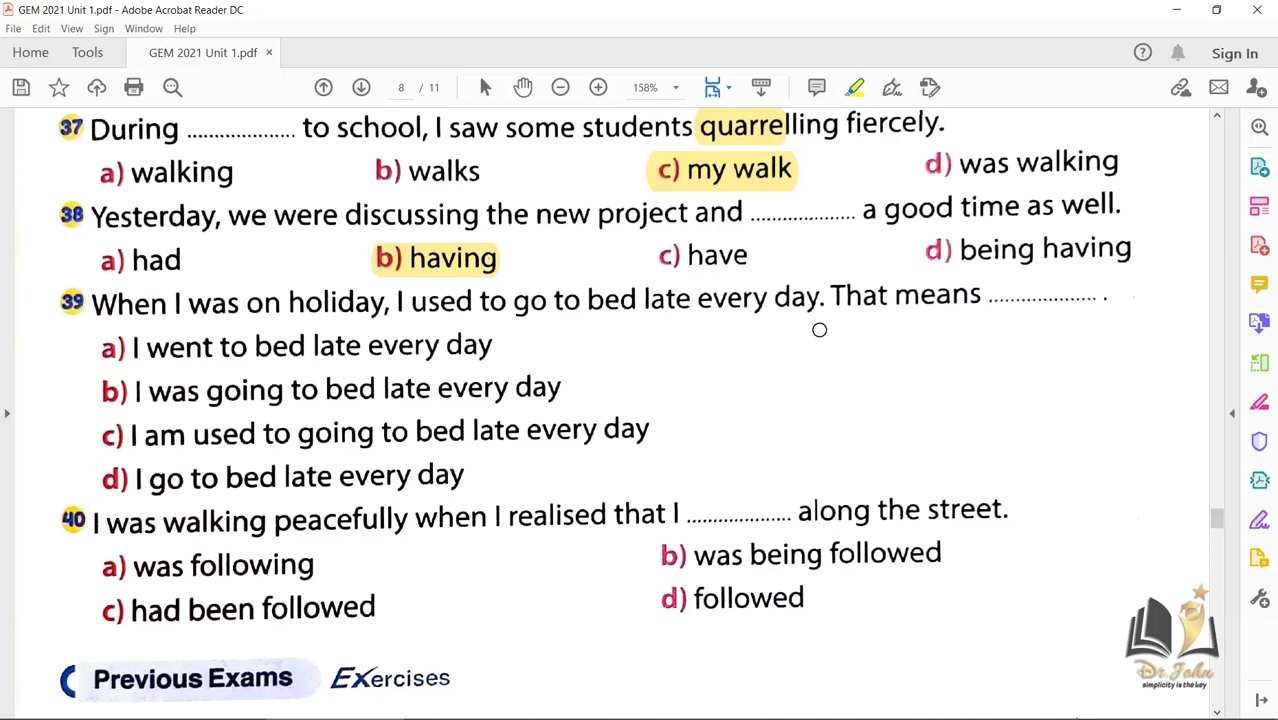 GEM 2021 Unit 1.pdf - Adobe Acrobat Reader DC
File Edit View Sign Window Help
Home Tools GEM 2021 Unit 1.pdf × Sign In
8 / 11 158%
37 During .................... to school, I saw some students quarrelling fiercely.
a) walking b) walks c) my walk d) was walking
38 Yesterday, we were discussing the new project and .................... a good time as well.
a) had b) having c) have d) being having
39 When I was on holiday, I used to go to bed late every day. That means .................... .
a) I went to bed late every day
b) I was going to bed late every day
c) I am used to going to bed late every day
d) I go to bed late every day
40 I was walking peacefully when I realised that I .................... along the street.
a) was following b) was being followed
c) had been followed d) followed
Previous Exams Exercises
Dr. John
simplicity is the key